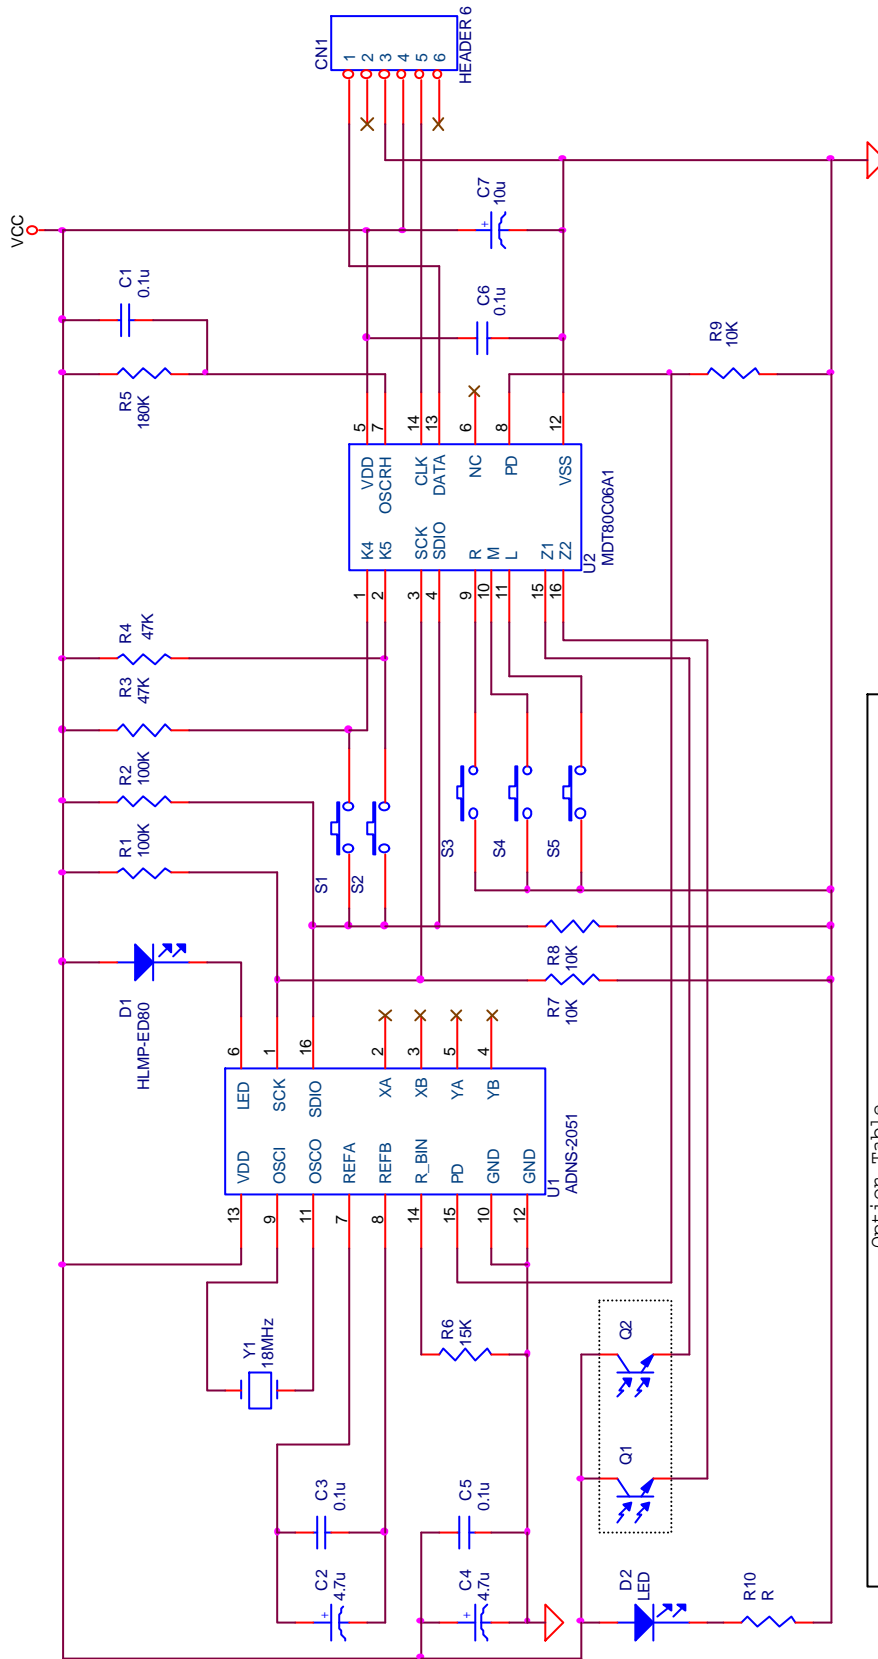 VCC
CN1
1
2
3
4
5
6
HEADER 6
C7
10u
C1
0.1u
C6
0.1u
R5
180K
R9
10K
5
7
14
13
6
8
12
VDD
OSCRH
CLK
DATA
NC
PD
VSS
K4
K5
SCK
SDIO
R
M
L
Z1
Z2
U2
MDT80C06A1
1
2
3
4
9
10
11
15
16
R4
47K
R3
47K
R2
100K
R1
100K
S1
S2
S3
S4
S5
D1
HLMP-ED80
R8
10K
R7
10K
6
1
16
2
3
5
4
LED
SCK
SDIO
XA
XB
YA
YB
VDD
OSCI
OSCO
REFA
REFB
R_BIN
PD
GND
GND
U1
ADNS-2051
13
9
11
7
8
14
15
10
12
Y1
18MHz
R6
15K
Q2
Q1
C3
0.1u
C5
0.1u
C2
4.7u
C4
4.7u
D2
LED
R10
R
Option Table